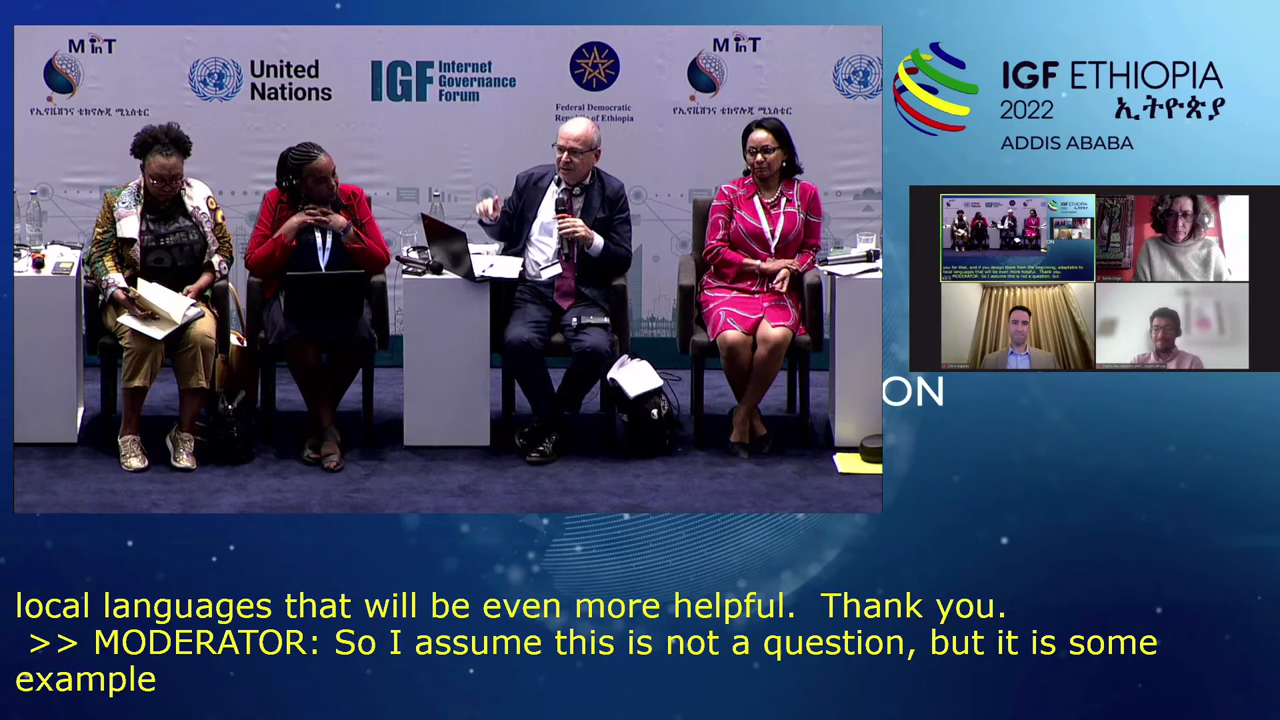 MinT
የኢኖቬሽንና ቴክኖሎጂ ሚኒስቴር
United
Nations
IGF Internet
Governance
Forum
Federal Democratic
Republic of Ethiopia
MinT
የኢኖቬሽንና ቴክኖሎጂ ሚኒስቴር
IGF ETHIOPIA
2022 ኢትዮጵያ
ADDIS ABABA
ON
local languages that will be even more helpful. Thank you.
>> MODERATOR: So I assume this is not a question, but it is some
example